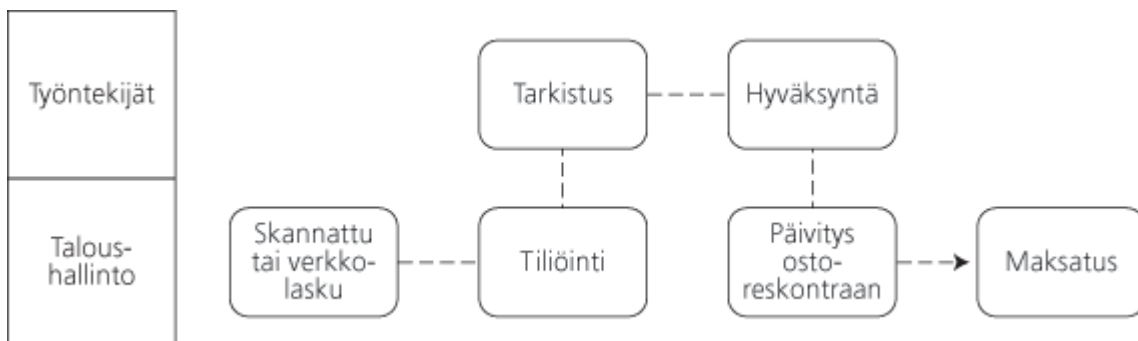 Työntekijät
Tarkistus
Hyväksyntä
Talous-
hallinto
Skannattu
tai verkko-
lasku
Tiliöinti
Päivitys
osto-
reskontraan
Maksatus